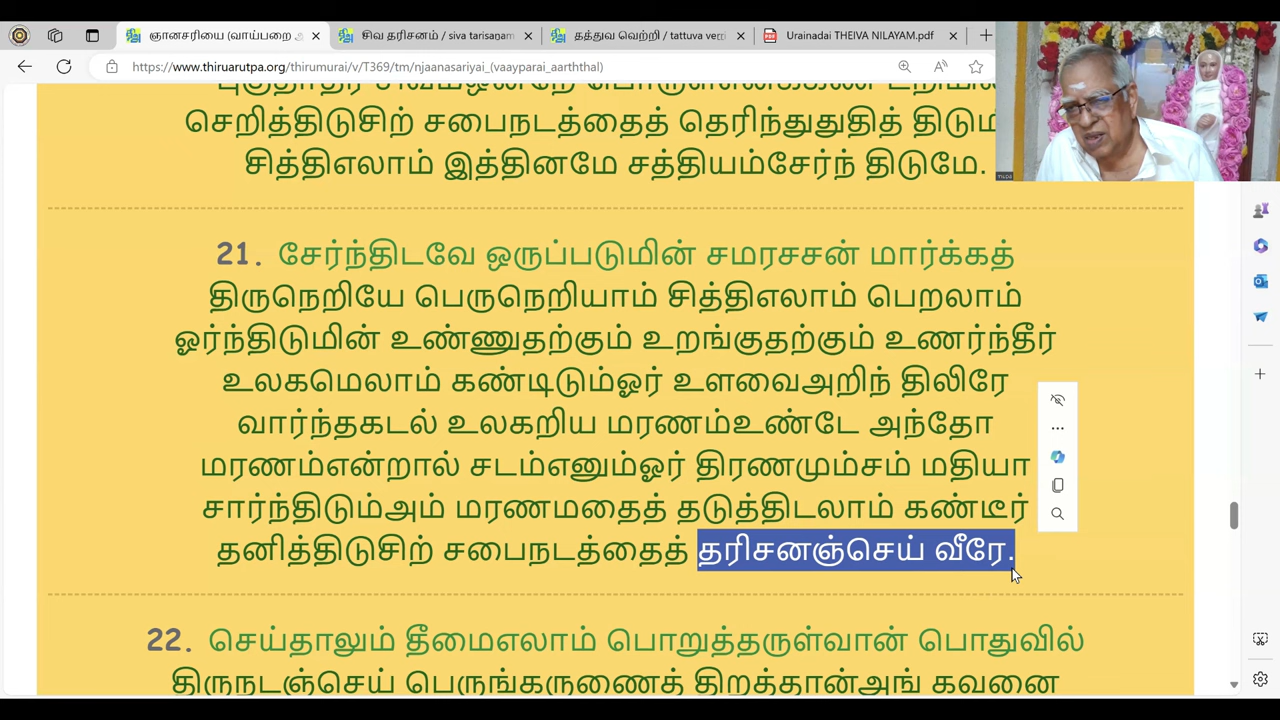 ஞானசரியை (வாய்பறை ஆ
சிவ தரிசனம் / siva tarisaṉam
தத்துவ வெற்றி / tattuva veṟṟi
Urainadai THEIVA NILAYAM.pdf
https://www.thiruarutpa.org/thirumurai/v/T369/tm/njaanasariyai_(vaayparai_aarththal)
செறித்திடுசிற் சபைநடத்தைத் தெரிந்துதுதித் திடும்
சித்திஎலாம் இத்தினமே சத்தியம்சேர்ந் திடுமே.
21. சேர்ந்திடவே ஒருப்படுமின் சமரசசன் மார்க்கத்
திருநெறியே பெருநெறியாம் சித்திஎலாம் பெறலாம்
ஓர்ந்திடுமின் உண்ணுதற்கும் உறங்குதற்கும் உணர்ந்தீர்
உலகமெலாம் கண்டிடும்ஓர் உளவைஅறிந் திலிரே
வார்ந்தகடல் உலகறிய மரணம்உண்டே அந்தோ
மரணம்என்றால் சடம்எனும்ஓர் திரணமும்சம் மதியா
சார்ந்திடும்அம் மரணமதைத் தடுத்திடலாம் கண்டீர்
தனித்திடுசிற் சபைநடத்தைத் தரிசனஞ்செய் வீரே.
22. செய்தாலும் தீமைஎலாம் பொறுத்தருள்வான் பொதுவில்
திருநடஞ்செய் பெருங்கருணைத் திறத்தான்அங் கவனை